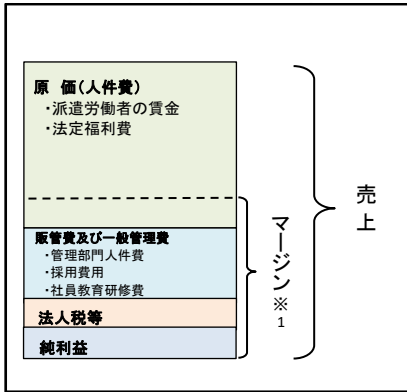 原　価(人件費)
・派遣労働者の賃金
・法定福利費
販管費及び一般管理費
・管理部門人件費
・採用費用
・社員教育研修費
法人税等
純利益
マージン※1
売上